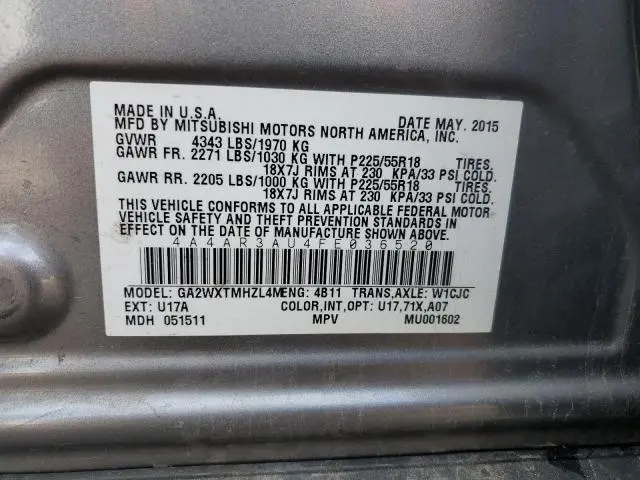 MADE IN U.S.A. DATE MAY. 2015
MFD BY MITSUBISHI MOTORS NORTH AMERICA, INC.
GVWR 4343 LBS/1970 KG
GAWR FR. 2271 LBS/1030 KG WITH P225/55R18 TIRES.
18X7J RIMS AT 230 KPA/33 PSI COLD.
GAWR RR. 2205 LBS/1000 KG WITH P225/55R18 TIRES.
18X7J RIMS AT 230 KPA/33 PSI COLD.
THIS VEHICLE CONFORMS TO ALL APPLICABLE FEDERAL MOTOR
VEHICLE SAFETY AND THEFT PREVENTION STANDARDS IN
EFFECT ON THE DATE OF MANUFACTURE SHOWN ABOVE.
4A4AR3AU4FE036520
MODEL: GA2WXTMHZL4M ENG: 4B11 TRANS,AXLE: W1CJC
EXT: U17A COLOR,INT,OPT: U17,71X,A07
MDH 051511 MPV MU001602